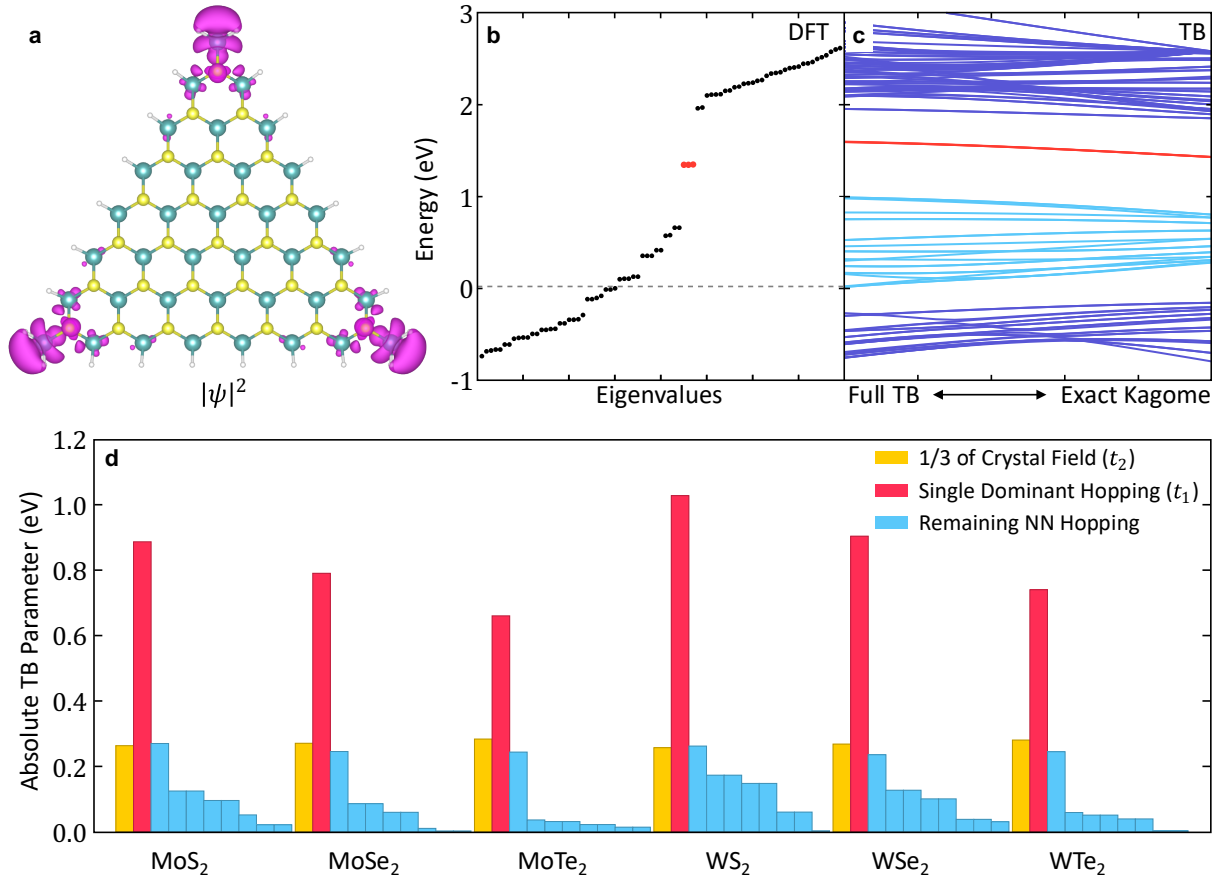 a
|ψ|²
b
DFT
3
2
1
0
-1
Energy (eV)
Eigenvalues
c
TB
Full TB
Exact Kagome
d
1/3 of Crystal Field (t₂)
Single Dominant Hopping (t₁)
Remaining NN Hopping
1.2
1.0
0.8
0.6
0.4
0.2
0.0
Absolute TB Parameter (eV)
MoS₂
MoSe₂
MoTe₂
WS₂
WSe₂
WTe₂